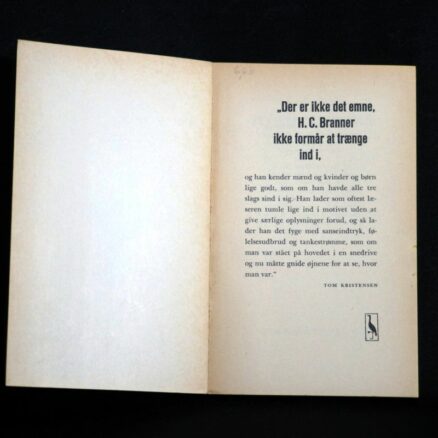 „Der er ikke det emne,
H. C. Branner
ikke formår at trænge
ind i,
og han kender mænd og kvinder og børn
lige godt, som om han havde alle tre
slags sind i sig. Han lader som oftest læ-
seren tumle lige ind i motivet uden at
give særlige oplysninger forud, og så la-
der han det fyge med sanseindtryk, fø-
lelsesudbrud og tankestrømme, som om
man var stået på hovedet i en snedrive
og nu måtte gnide øjnene for at se, hvor
man var.“
TOM KRISTENSEN